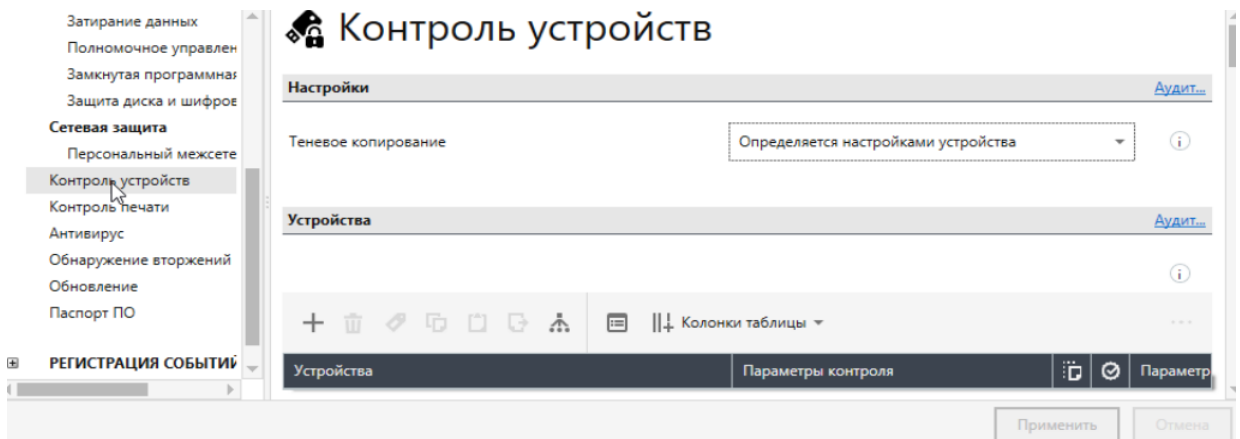 Затирание данных
Полномочное управлен
Замкнутая программная
Защита диска и шифров
Сетевая защита
Персональный межсете
Контроль устройств
Контроль печати
Антивирус
Обнаружение вторжений
Обновление
Паспорт ПО
РЕГИСТРАЦИЯ СОБЫТИЙ
Контроль устройств
Настройки Аудит...
Теневое копирование Определяется настройками устройства
Устройства Аудит...
Колонки таблицы
Устройства Параметры контроля Параметр
Применить Отмена